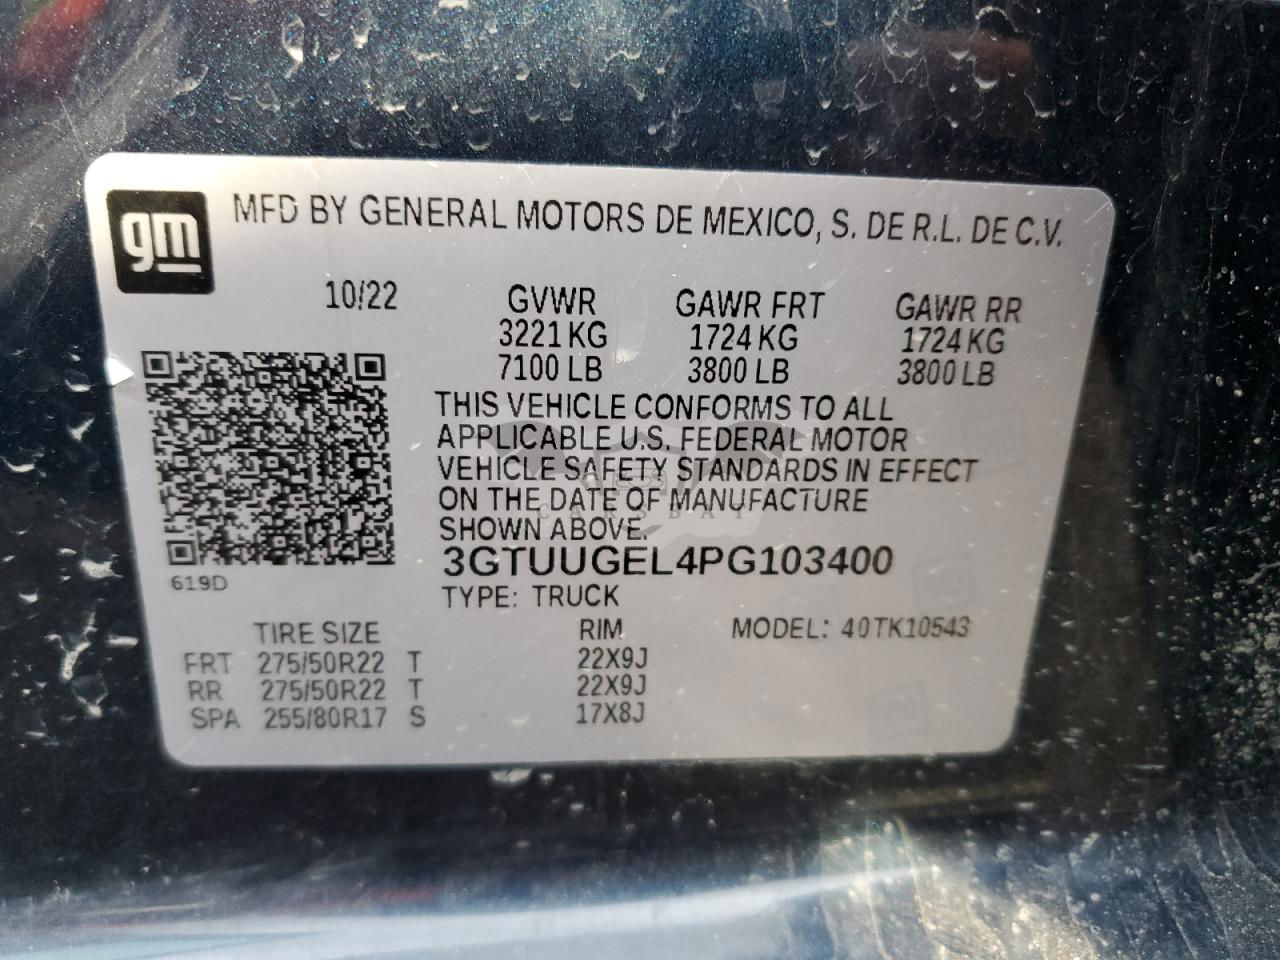 gm
MFD BY GENERAL MOTORS DE MEXICO, S. DE R.L. DE C.V.
10/22 GVWR GAWR FRT GAWR RR
3221 KG 1724 KG 1724 KG
7100 LB 3800 LB 3800 LB
THIS VEHICLE CONFORMS TO ALL
APPLICABLE U.S. FEDERAL MOTOR
VEHICLE SAFETY STANDARDS IN EFFECT
ON THE DATE OF MANUFACTURE
SHOWN ABOVE.
3GTUUGEL4PG103400
619D
TYPE: TRUCK
TIRE SIZE RIM MODEL: 40TK10543
FRT 275/50R22 T 22X9J
RR 275/50R22 T 22X9J
SPA 255/80R17 S 17X8J